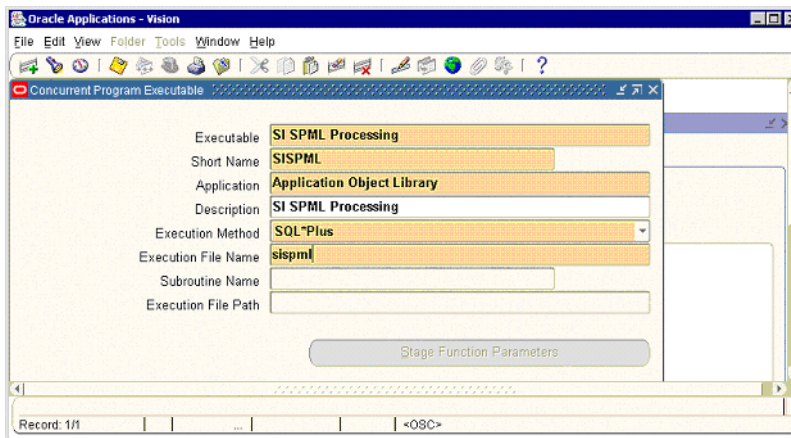 Oracle Applications - Vision
File Edit View Folder Tools Window Help
?
Concurrent Program Executable
Executable SI SPML Processing
Short Name SISPML
Application Application Object Library
Description SI SPML Processing
Execution Method SQL*Plus
Execution File Name sispml
Subroutine Name
Execution File Path
Stage Function Parameters
Record: 1/1 ... <OSC>